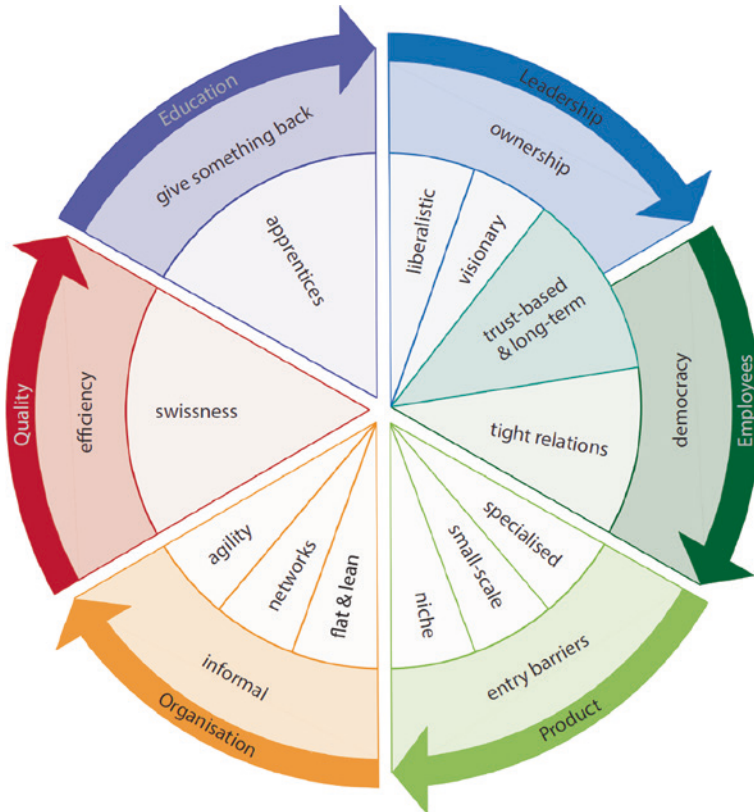 Education
give something back
apprentices
Leadership
ownership
liberalistic
visionary
trust-based
& long-term
Employees
democracy
tight relations
Product
entry barriers
specialised
small-scale
niche
Organisation
informal
flat & lean
networks
agility
Quality
efficiency
swissness